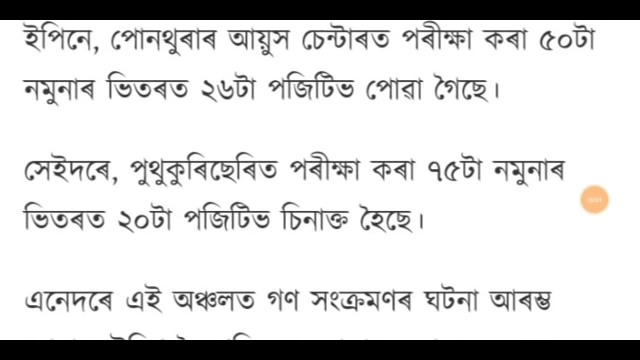 ইপিনে, পোনথুৰাৰ আয়ুস চেন্টাৰত পৰীক্ষা কৰা ৫০টা
নমুনাৰ ভিতৰত ২৬টা পজিটিভ পোৱা গৈছে।
সেইদৰে, পুথুকুৰিছেৰিত পৰীক্ষা কৰা ৭৫টা নমুনাৰ
ভিতৰত ২০টা পজিটিভ চিনাক্ত হৈছে।
এনেদৰে এই অঞ্চলত গণ সংক্ৰমণৰ ঘটনা আৰম্ভ